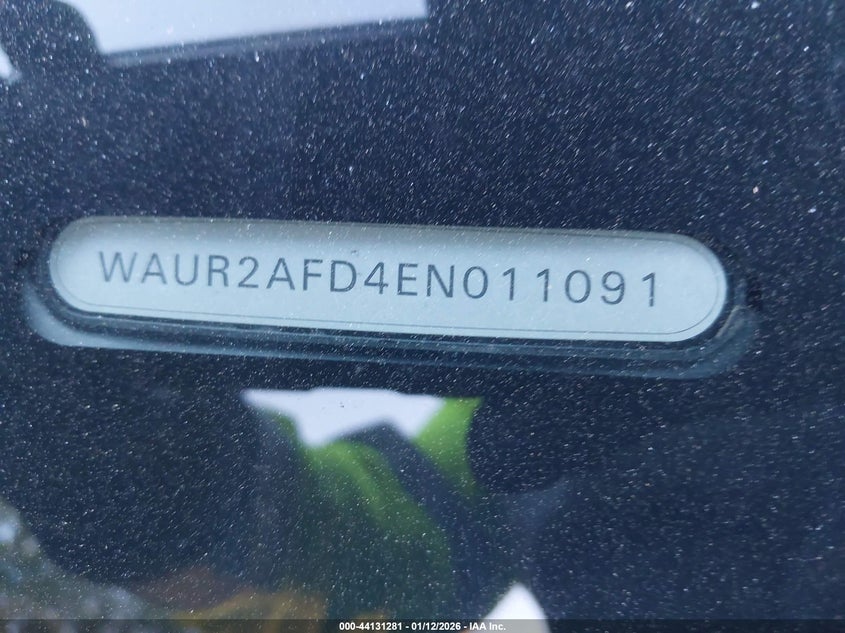 WAUR2AFD4EN011091
000-44131281 - 01/12/2026 - IAA Inc.